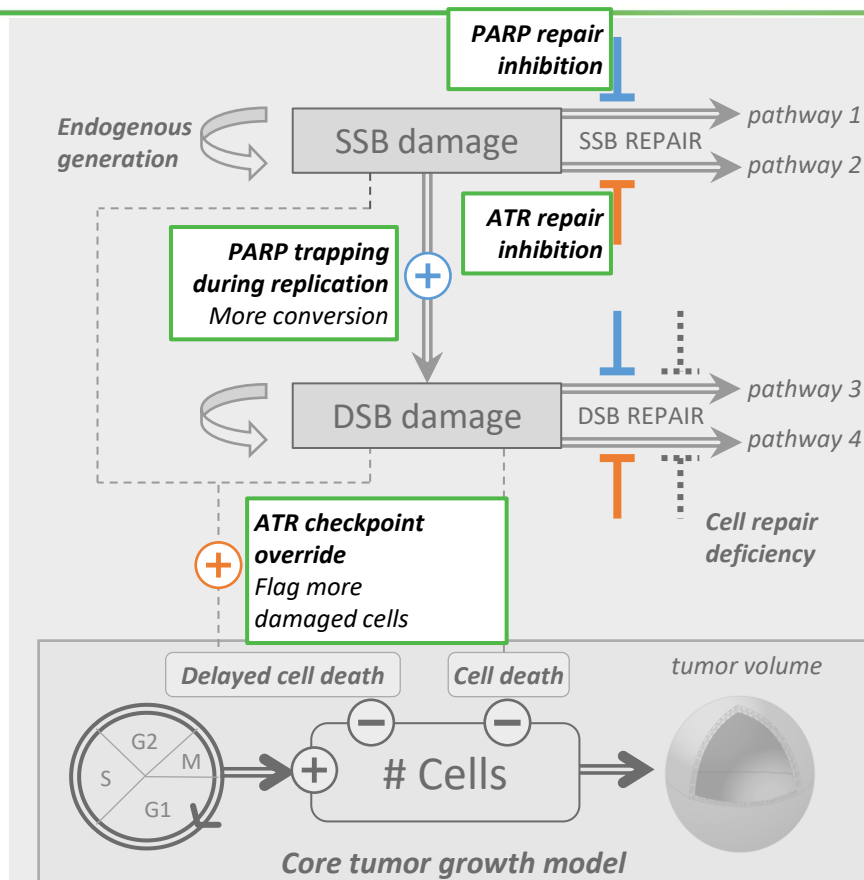 PARP repair
inhibition
Endogenous
generation
SSB damage
pathway 1
SSB REPAIR
pathway 2
ATR repair
inhibition
PARP trapping
during replication
More conversion
+
DSB damage
pathway 3
DSB REPAIR
pathway 4
Cell repair
deficiency
ATR checkpoint
override
Flag more
damaged cells
+
Delayed cell death
Cell death
tumor volume
−
−
G2
M
S
G1
+
# Cells
Core tumor growth model